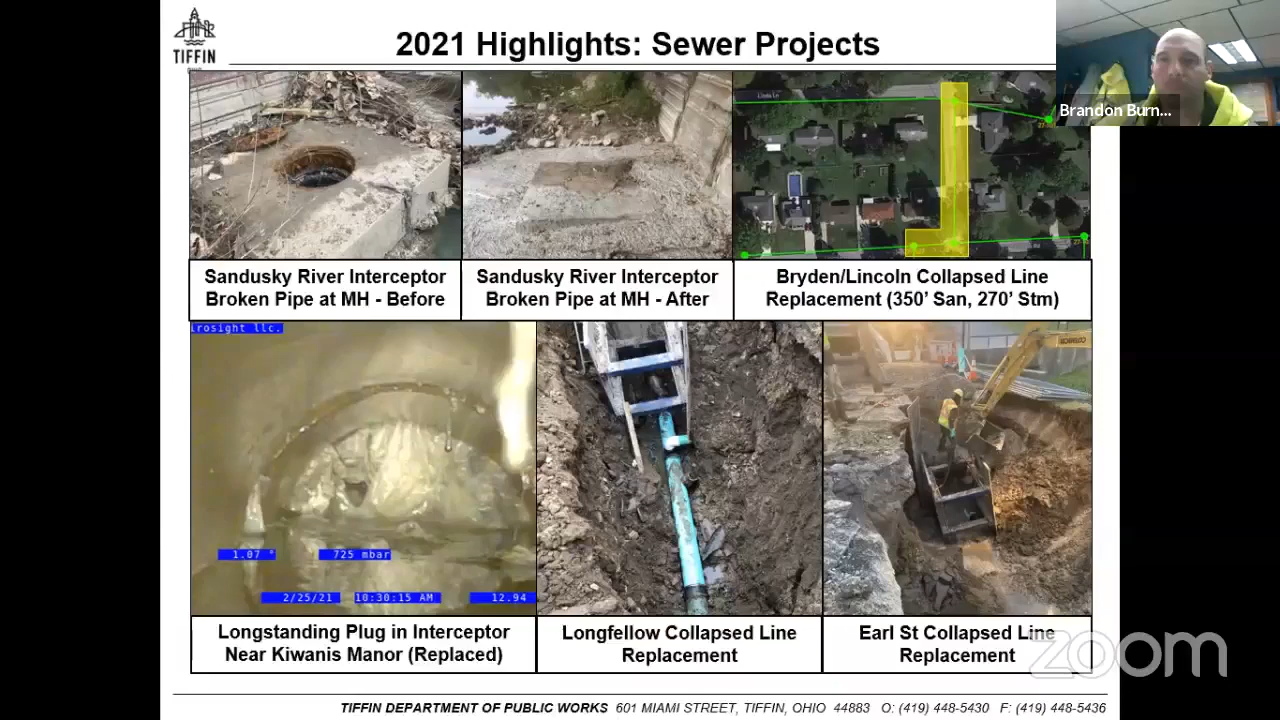 TIFFIN
2021 Highlights: Sewer Projects
Brandon Burn...
Sandusky River Interceptor
Broken Pipe at MH - Before
Sandusky River Interceptor
Broken Pipe at MH - After
Bryden/Lincoln Collapsed Line
Replacement (350' San, 270' Stm)
irosight llc.
1.07 °
725 mbar
2/25/21 10:30:15 AM 12.94
Longstanding Plug in Interceptor
Near Kiwanis Manor (Replaced)
Longfellow Collapsed Line
Replacement
Earl St Collapsed Line
Replacement
zoom
TIFFIN DEPARTMENT OF PUBLIC WORKS 601 MIAMI STREET, TIFFIN, OHIO 44883 O: (419) 448-5430 F: (419) 448-5436